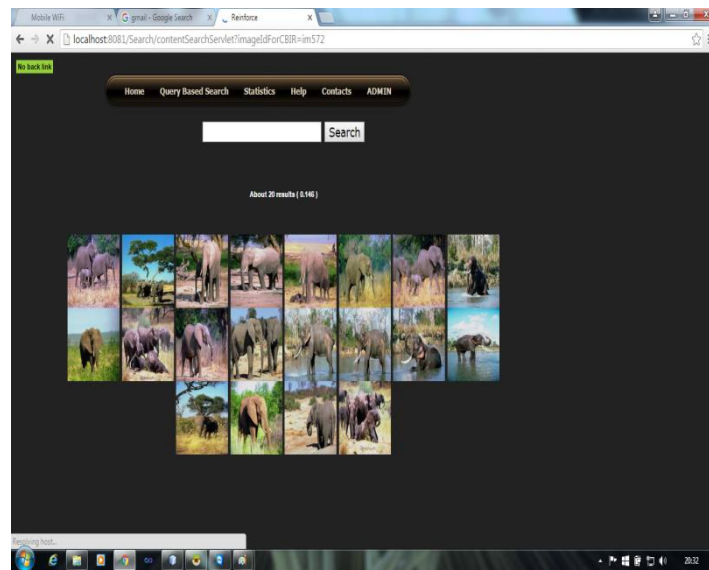 Mobile WiFi G gmail - Google Search Reinforce
localhost:8081/Search/contentSearchServlet?imageIdForCBIR=im572
No back link
Home Query Based Search Statistics Help Contacts ADMIN
Search
About 20 results ( 0.146 )
Resolving host...
20:32